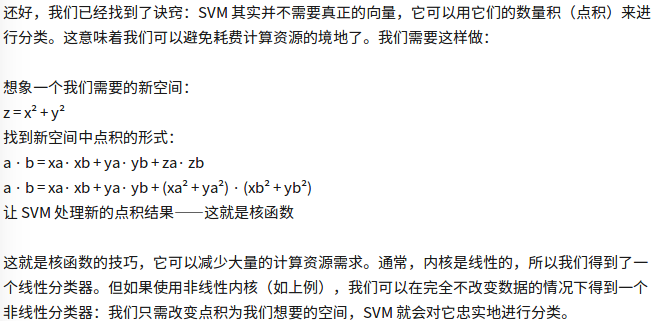 还好，我们已经找到了诀窍：SVM 其实并不需要真正的向量，它可以用它们的数量积（点积）来进
行分类。这意味着我们可以避免耗费计算资源的境地了。我们需要这样做：
想象一个我们需要的新空间：
z = x² + y²
找到新空间中点积的形式：
a · b = xa· xb + ya· yb + za· zb
a · b = xa· xb + ya· yb + (xa² + ya²) · (xb² + yb²)
让 SVM 处理新的点积结果——这就是核函数
这就是核函数的技巧，它可以减少大量的计算资源需求。通常，内核是线性的，所以我们得到了一
个线性分类器。但如果使用非线性内核（如上例），我们可以在完全不改变数据的情况下得到一个
非线性分类器：我们只需改变点积为我们想要的空间，SVM 就会对它忠实地进行分类。